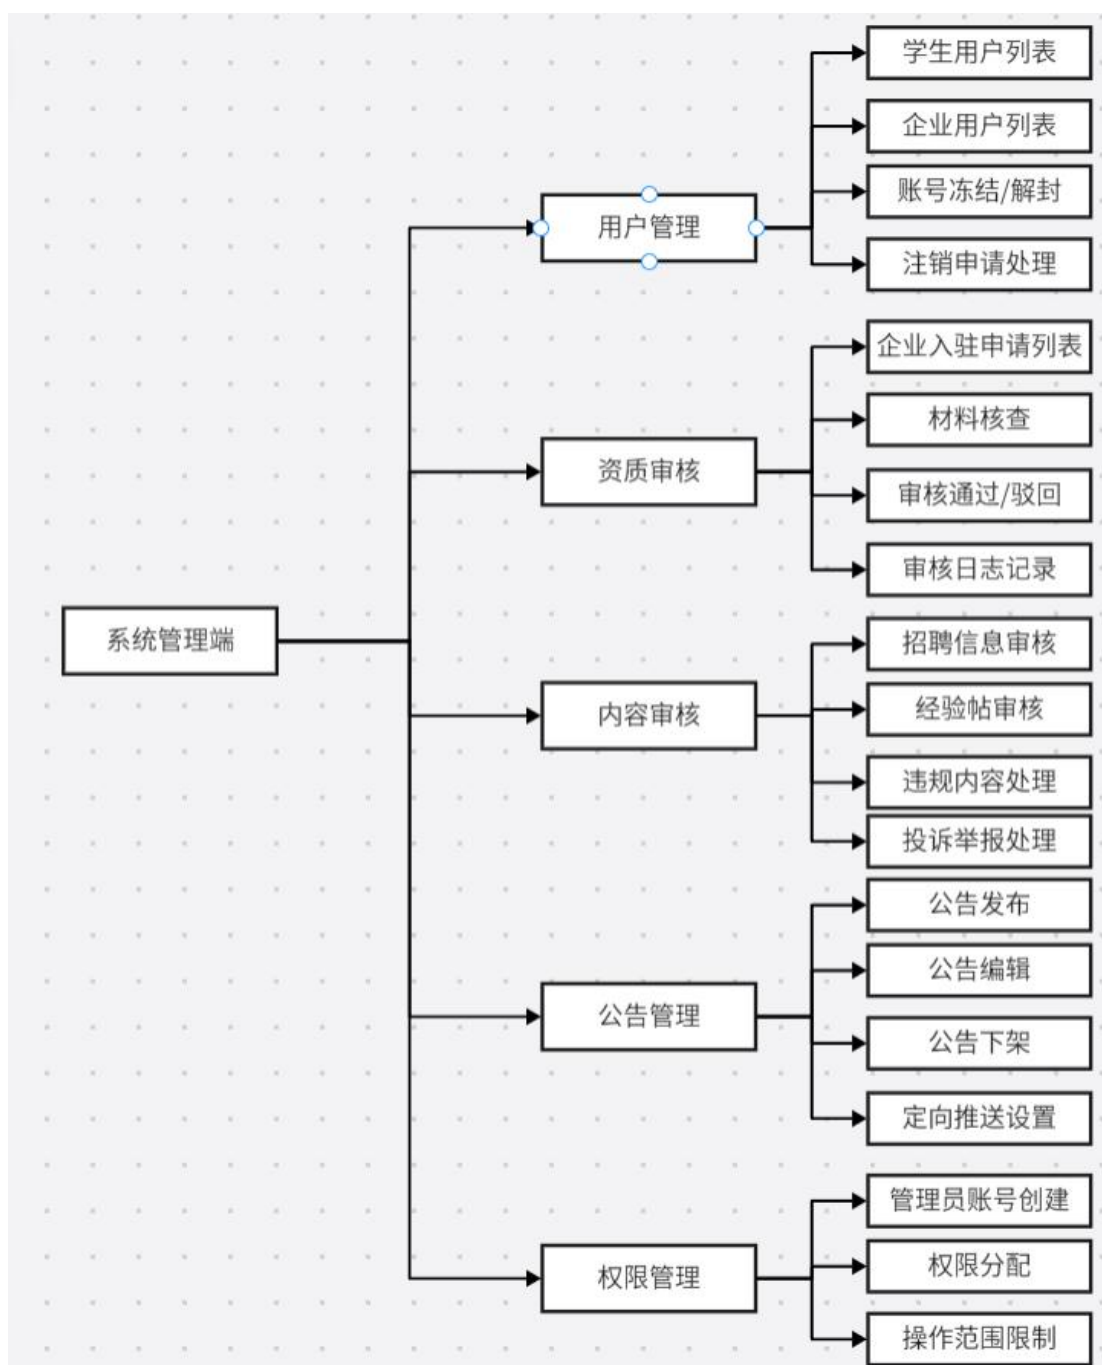 系统管理端
用户管理
学生用户列表
企业用户列表
账号冻结/解封
注销申请处理
资质审核
企业入驻申请列表
材料核查
审核通过/驳回
审核日志记录
内容审核
招聘信息审核
经验帖审核
违规内容处理
投诉举报处理
公告管理
公告发布
公告编辑
公告下架
定向推送设置
权限管理
管理员账号创建
权限分配
操作范围限制